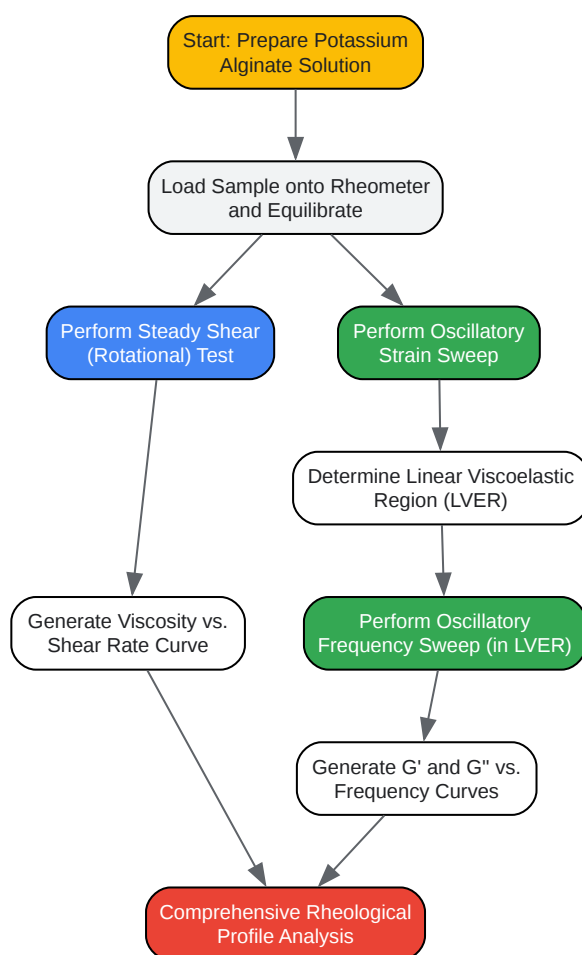 Start: Prepare Potassium
Alginate Solution
Load Sample onto Rheometer
and Equilibrate
Perform Steady Shear
(Rotational) Test
Perform Oscillatory
Strain Sweep
Determine Linear Viscoelastic
Region (LVER)
Generate Viscosity vs.
Shear Rate Curve
Perform Oscillatory
Frequency Sweep (in LVER)
Generate G' and G" vs.
Frequency Curves
Comprehensive Rheological
Profile Analysis